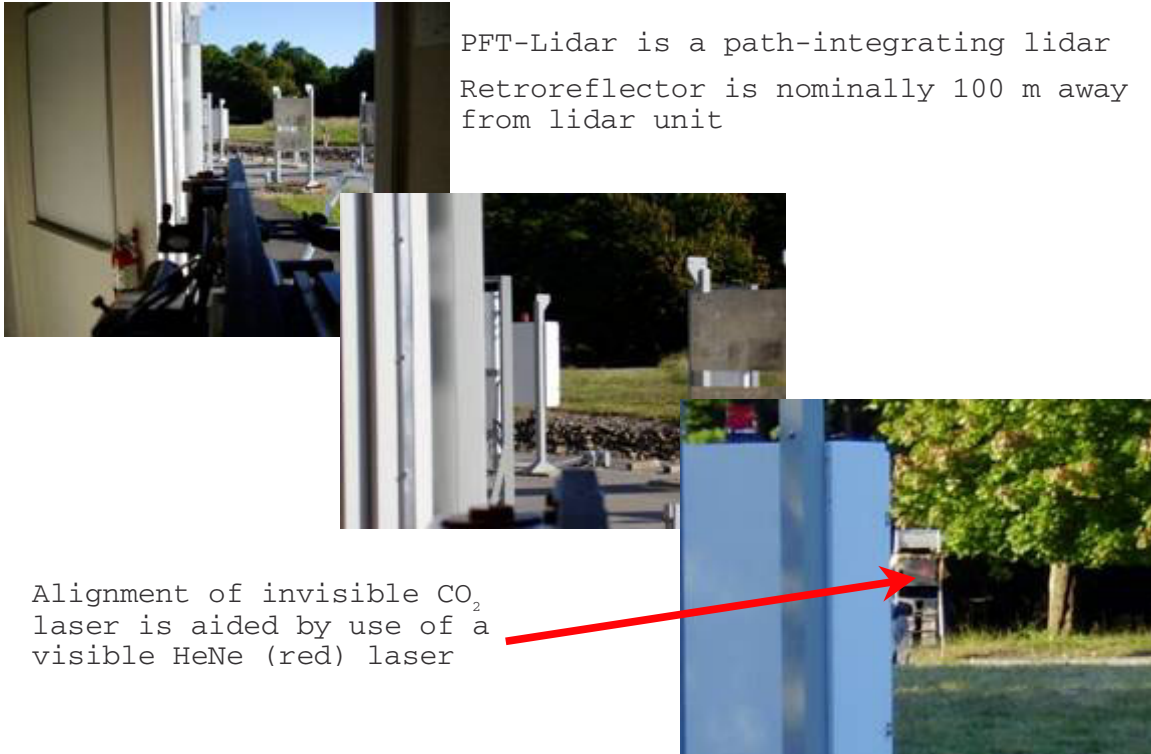 PFT-Lidar is a path-integrating lidar
Retroreflector is nominally 100 m away
from lidar unit
Alignment of invisible CO₂
laser is aided by use of a
visible HeNe (red) laser